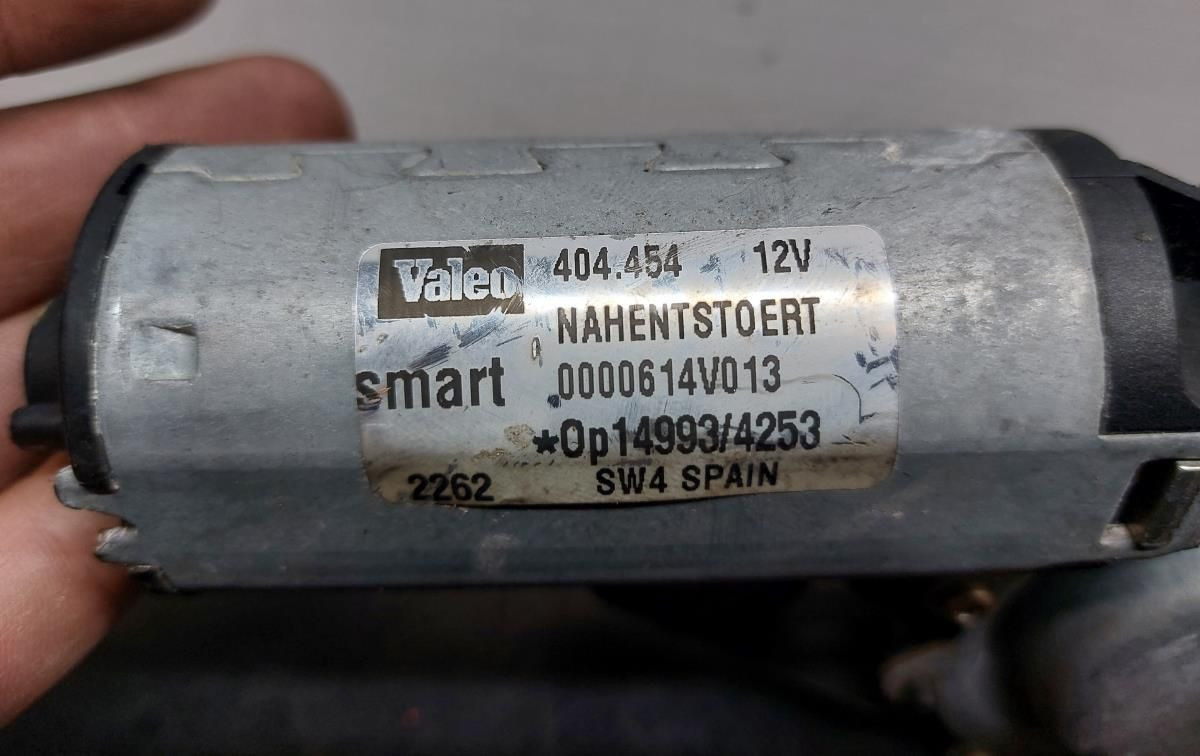 Valeo 404.454 12V
NAHENTSTOERT
smart 0000614V013
*Op14993/4253
2262 SW4 SPAIN